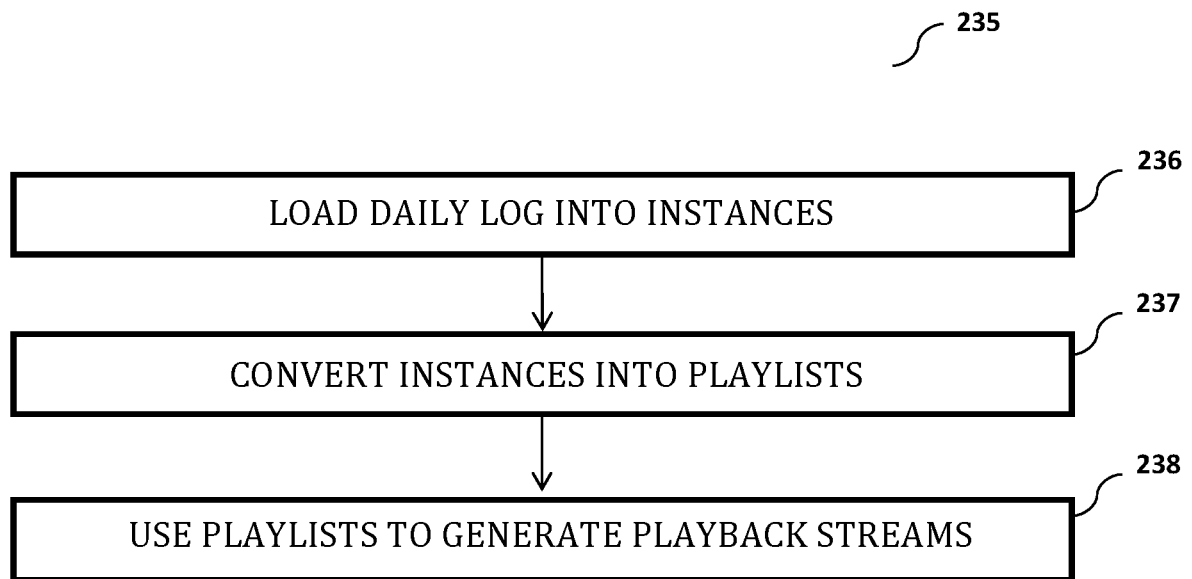 235
236
LOAD DAILY LOG INTO INSTANCES
237
CONVERT INSTANCES INTO PLAYLISTS
238
USE PLAYLISTS TO GENERATE PLAYBACK STREAMS